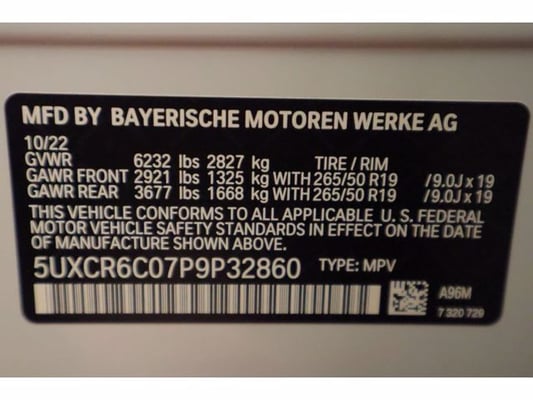 MFD BY BAYERISCHE MOTOREN WERKE AG
10/22
GVWR 6232 lbs 2827 kg TIRE / RIM
GAWR FRONT 2921 lbs 1325 kg WITH 265/50 R19 /9.0J x 19
GAWR REAR 3677 lbs 1668 kg WITH 265/50 R19 /9.0J x 19
THIS VEHICLE CONFORMS TO ALL APPLICABLE U. S. FEDERAL
MOTOR VEHICLE SAFETY STANDARDS IN EFFECT ON THE DATE
OF MANUFACTURE SHOWN ABOVE.
5UXCR6C07P9P32860 TYPE: MPV
A96M
7 320 729